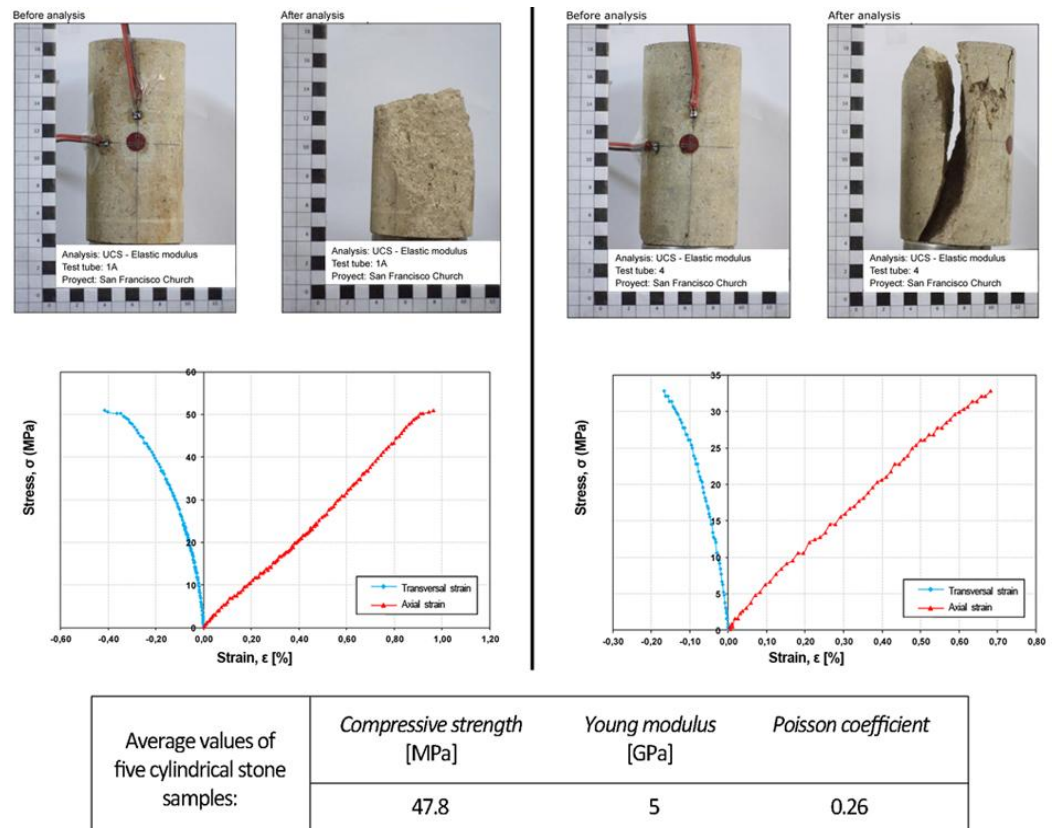 Before analysis
After analysis
Analysis: UCS - Elastic modulus
Test tube: 1A
Proyect: San Francisco Church
Analysis: UCS - Elastic modulus
Test tube: 1A
Proyect: San Francisco Church
Before analysis
After analysis
Analysis: UCS - Elastic modulus
Test tube: 4
Proyect: San Francisco Church
Analysis: UCS - Elastic modulus
Test tube: 4
Proyect: San Francisco Church
Stress, σ (MPa)
60
50
40
30
20
10
0
Transversal strain
Axial strain
-0,60 -0,40 -0,20 0,00 0,20 0,40 0,60 0,80 1,00 1,20
Strain, ε [%]
Stress, σ (MPa)
35
30
25
20
15
10
5
0
Transversal strain
Axial strain
-0,30 -0,20 -0,10 0,00 0,10 0,20 0,30 0,40 0,50 0,60 0,70 0,80
Strain, ε [%]
Average values of
five cylindrical stone
samples:
Compressive strength Young modulus Poisson coefficient
[MPa] [GPa]
47.8 5 0.26